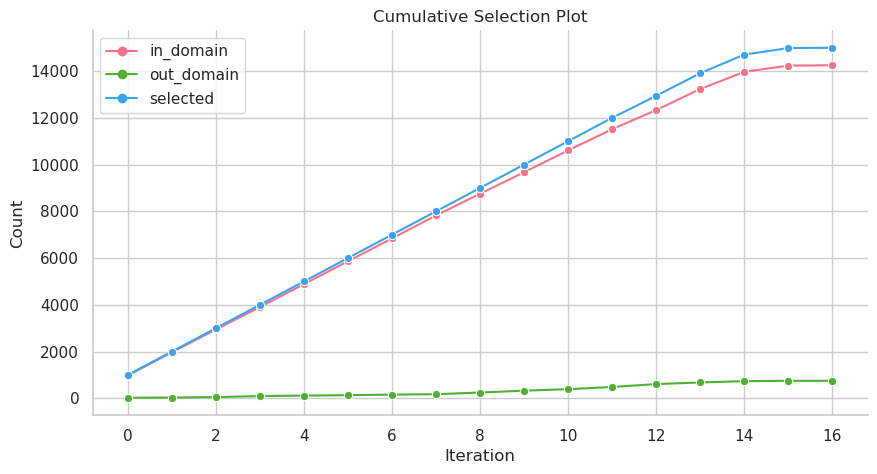 Cumulative Selection Plot
in_domain
out_domain
selected
14000
12000
10000
8000
6000
4000
2000
0
Count
0 2 4 6 8 10 12 14 16
Iteration